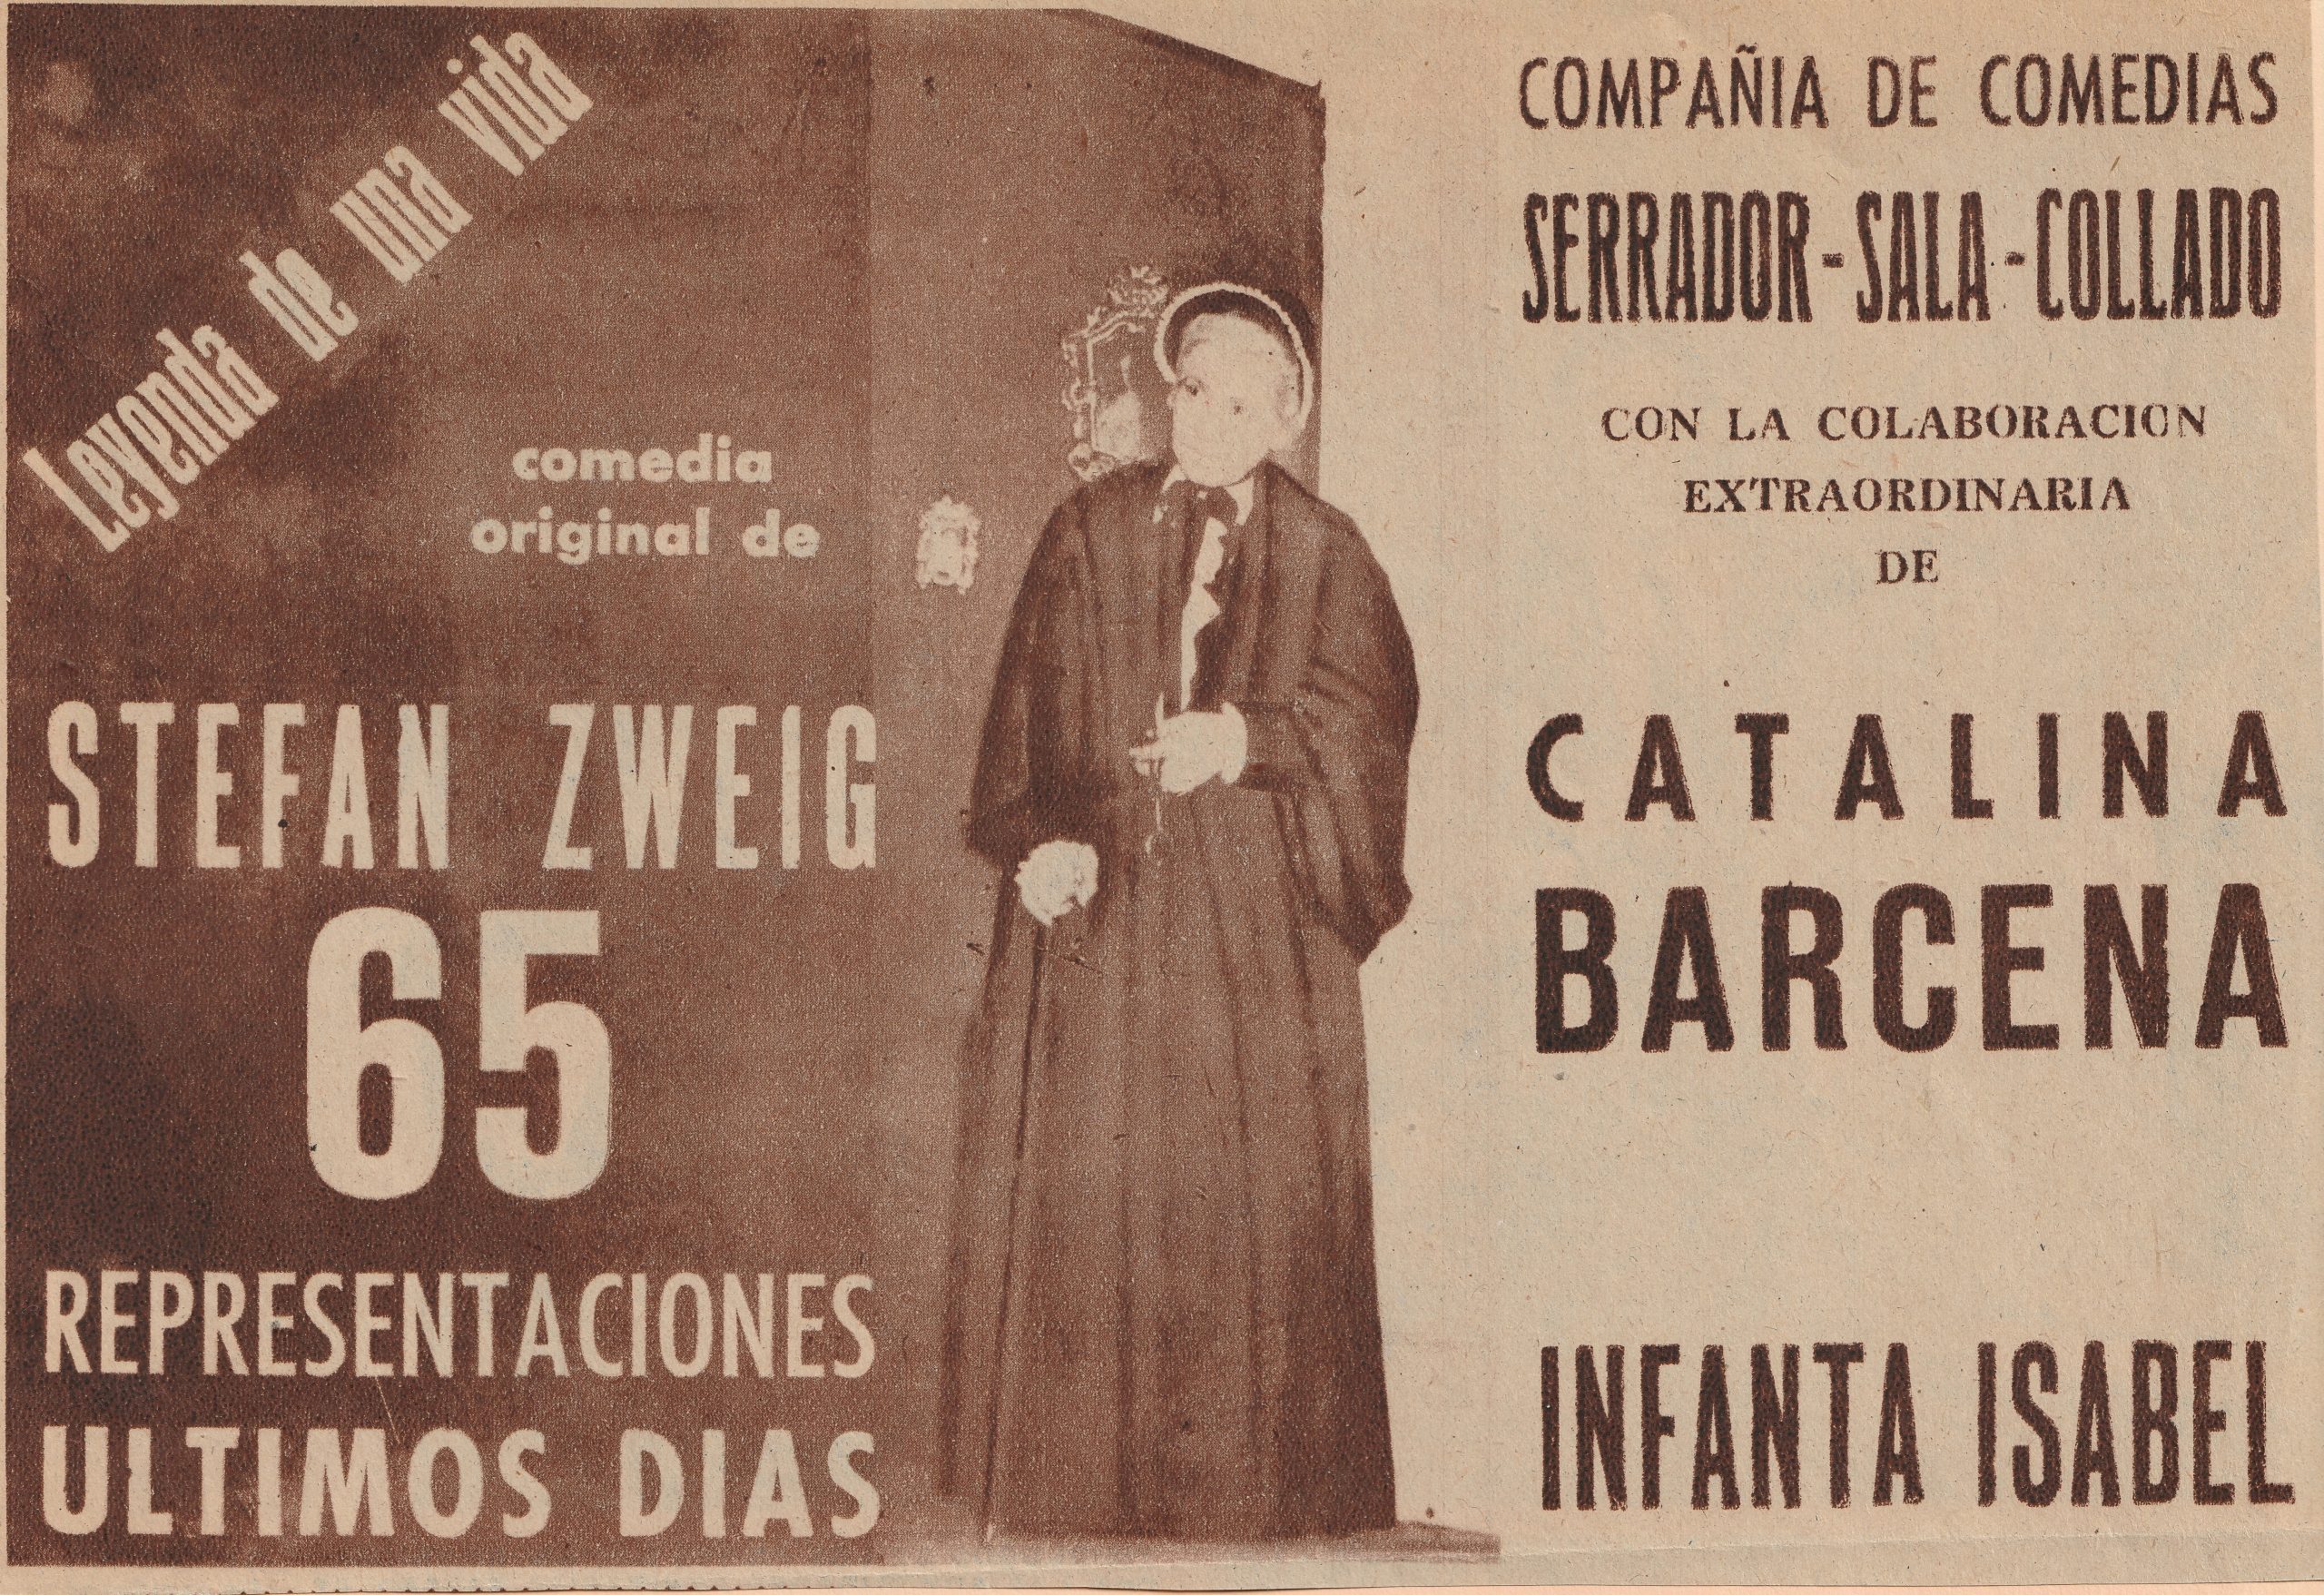 Leyenda de una vida
comedia
original de
STEFAN ZWEIG
65
REPRESENTACIONES
ULTIMOS DIAS
COMPAÑIA DE COMEDIAS
SERRADOR-SALA-COLLADO
CON LA COLABORACION
EXTRAORDINARIA
DE
CATALINA
BARCENA
INFANTA ISABEL